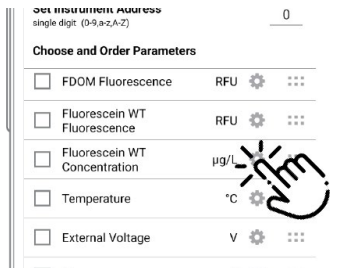 Set Instrument Address
single digit (0-9,a-z,A-Z)
0
Choose and Order Parameters
FDOM Fluorescence RFU
Fluorescein WT
Fluorescence RFU
Fluorescein WT
Concentration µg/L
Temperature °C
External Voltage V